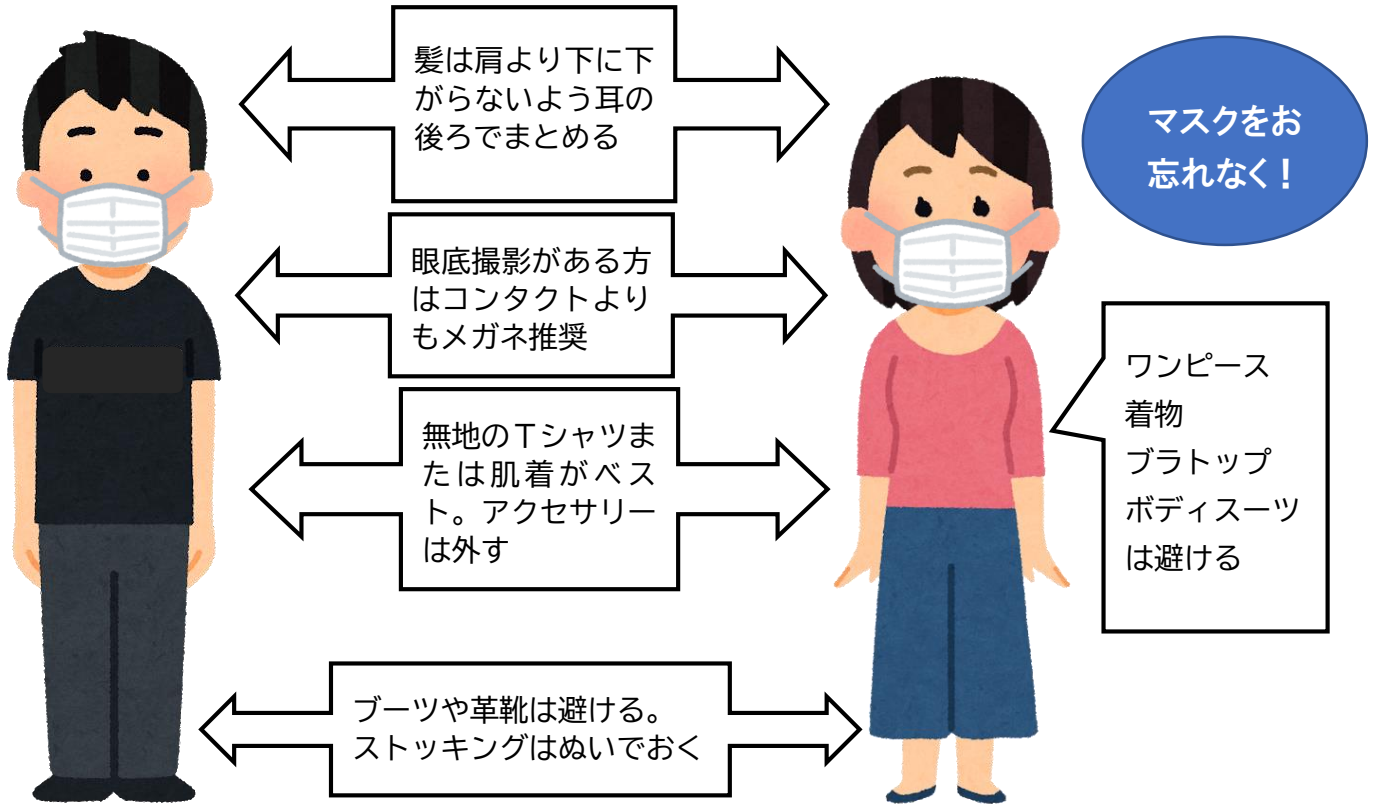 髪は肩より下に下
がらないよう耳の
後ろでまとめる
マスクをお
忘れなく！
眼底撮影がある方
はコンタクトより
もメガネ推奨
ワンピース
着物
ブラトップ
ボディスーツ
は避ける
無地のＴシャツま
たは肌着がベス
ト。アクセサリー
は外す
ブーツや革靴は避ける。
ストッキングはぬいでおく